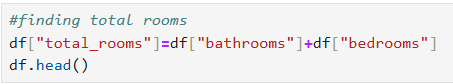 #finding total rooms
df["total_rooms"]=df["bathrooms"]+df["bedrooms"]
df.head()